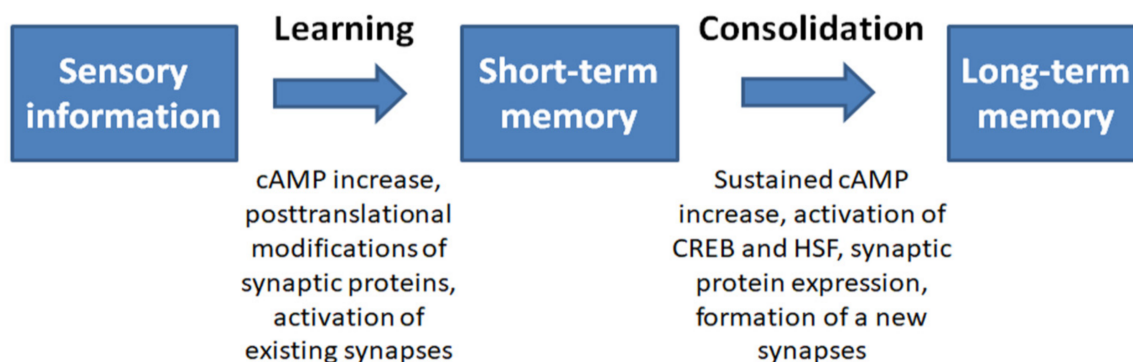 Learning
Consolidation
Sensory
information
Short-term
memory
Long-term
memory
cAMP increase,
posttranslational
modifications of
synaptic proteins,
activation of
existing synapses
Sustained cAMP
increase, activation of
CREB and HSF, synaptic
protein expression,
formation of a new
synapses